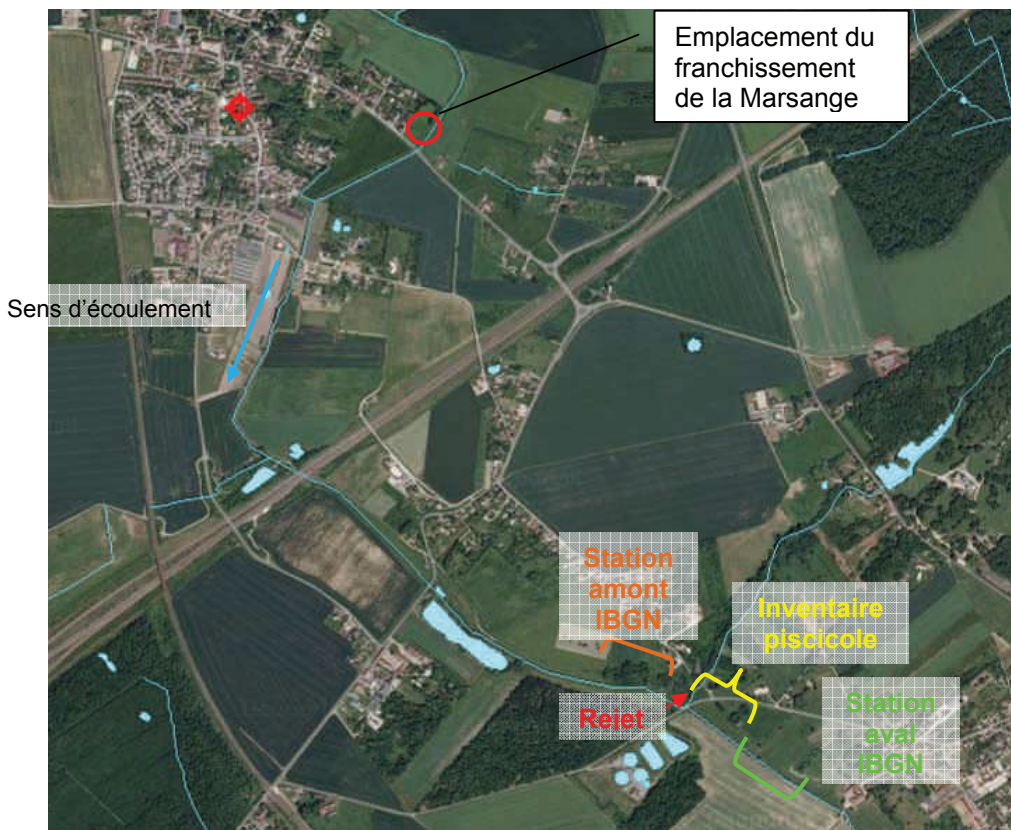 Emplacement du
franchissement
de la Marsange
Sens d'écoulement
Station
amont
IBGN
Inventaire
piscicole
Rejet
Station
aval
IBGN